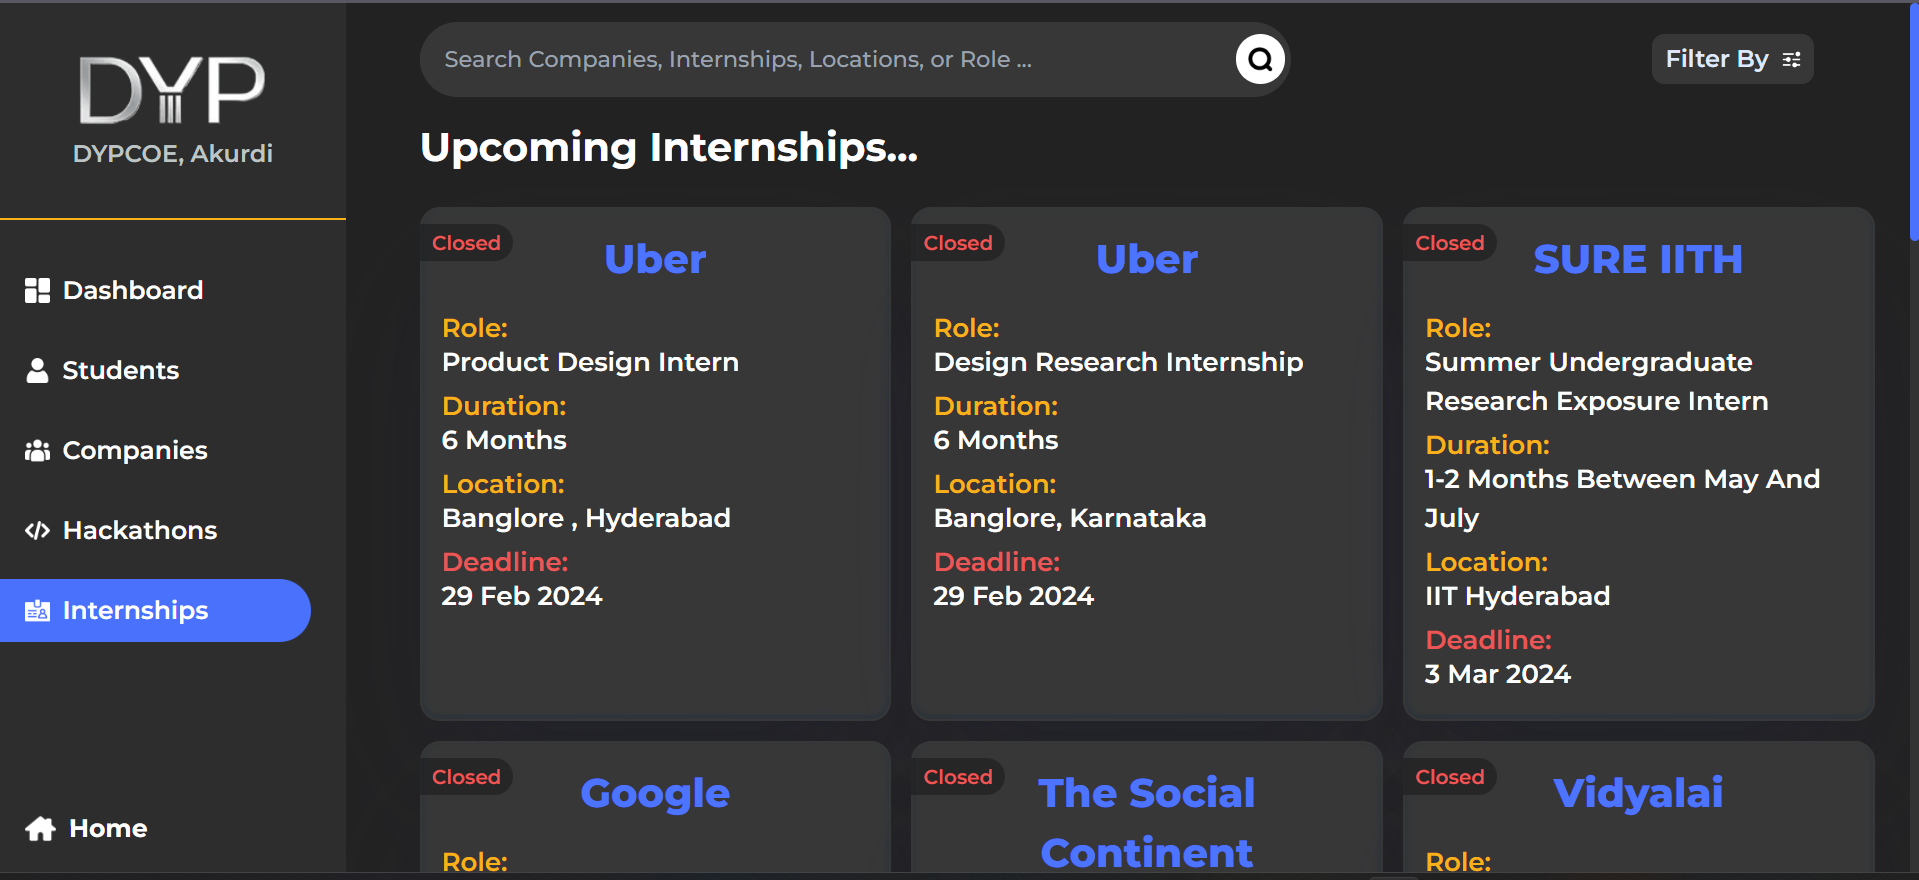 DYP
DYPCOE, Akurdi
Dashboard
Students
Companies
Hackathons
Internships
Home
Search Companies, Internships, Locations, or Role ...
Filter By
Upcoming Internships...
Closed
Uber
Role:
Product Design Intern
Duration:
6 Months
Location:
Banglore , Hyderabad
Deadline:
29 Feb 2024
Closed
Uber
Role:
Design Research Internship
Duration:
6 Months
Location:
Banglore, Karnataka
Deadline:
29 Feb 2024
Closed
SURE IITH
Role:
Summer Undergraduate
Research Exposure Intern
Duration:
1-2 Months Between May And
July
Location:
IIT Hyderabad
Deadline:
3 Mar 2024
Closed
Google
Role:
Closed
The Social
Continent
Closed
Vidyalai
Role: